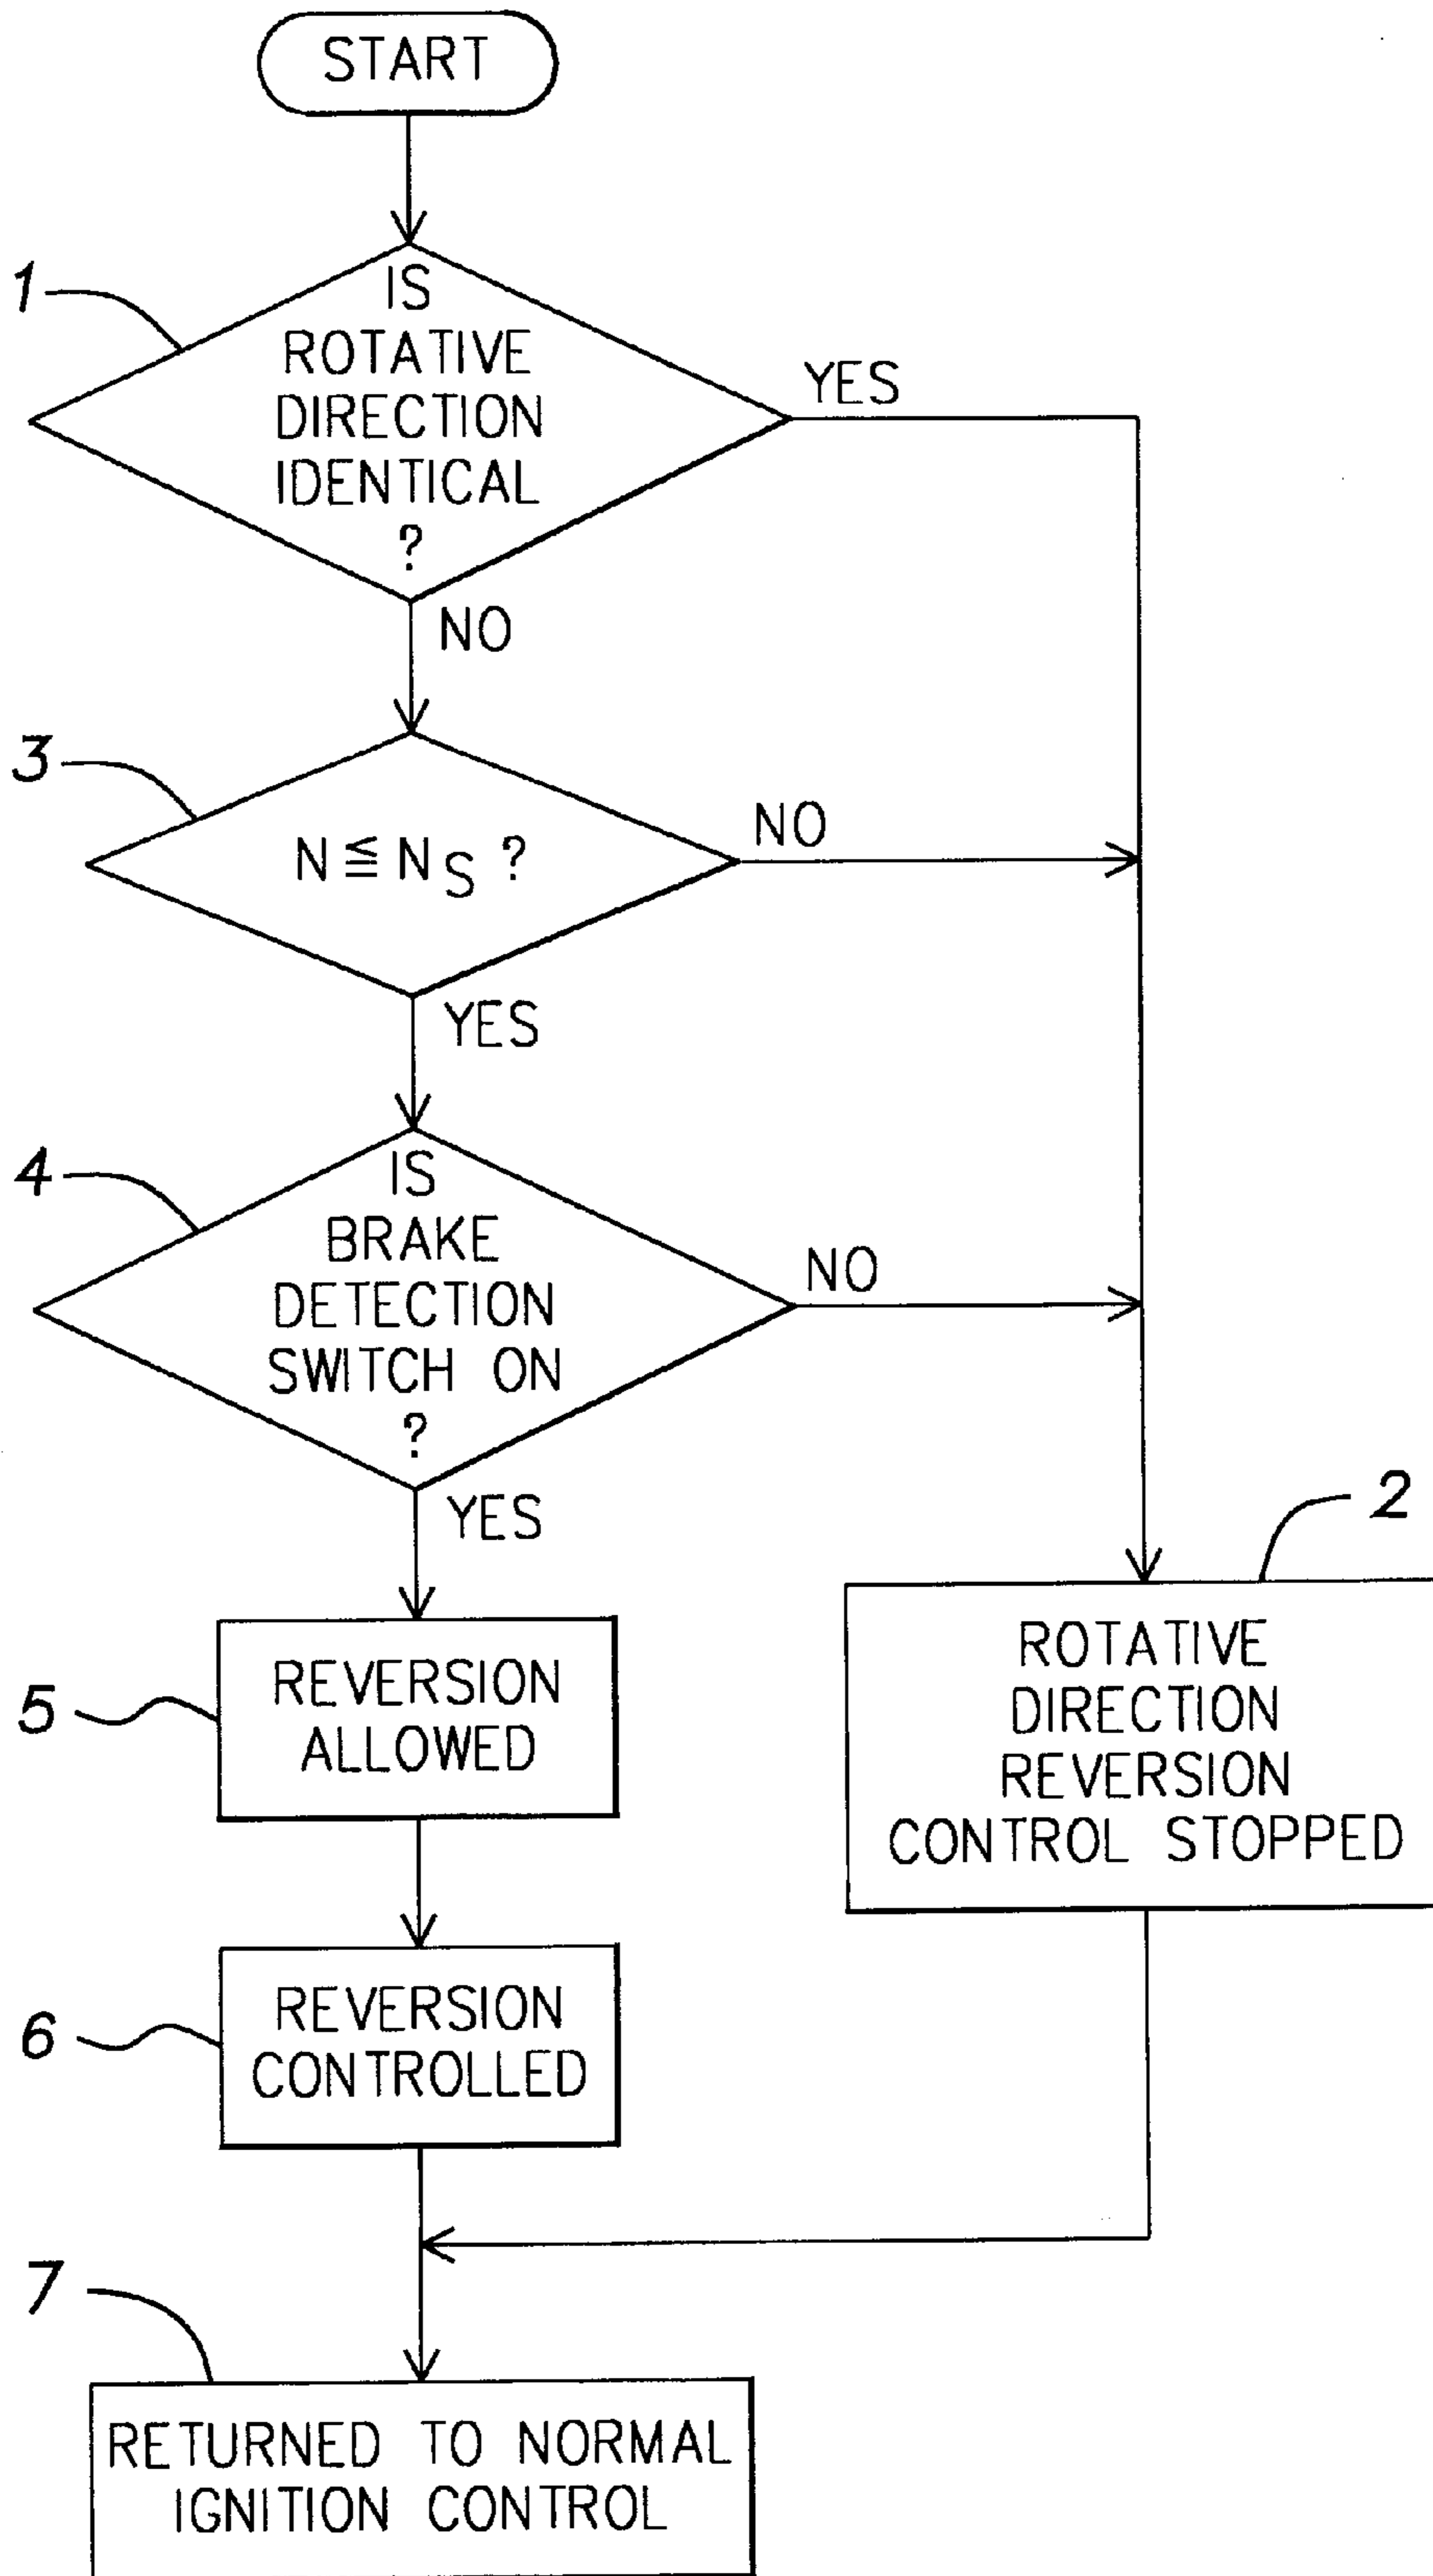 START
1
IS
ROTATIVE
DIRECTION
IDENTICAL
?
YES
NO
3
N ≦ NS ?
NO
YES
4
IS
BRAKE
DETECTION
SWITCH ON
?
NO
YES
2
ROTATIVE
DIRECTION
REVERSION
CONTROL STOPPED
5
REVERSION
ALLOWED
6
REVERSION
CONTROLLED
7
RETURNED TO NORMAL
IGNITION CONTROL